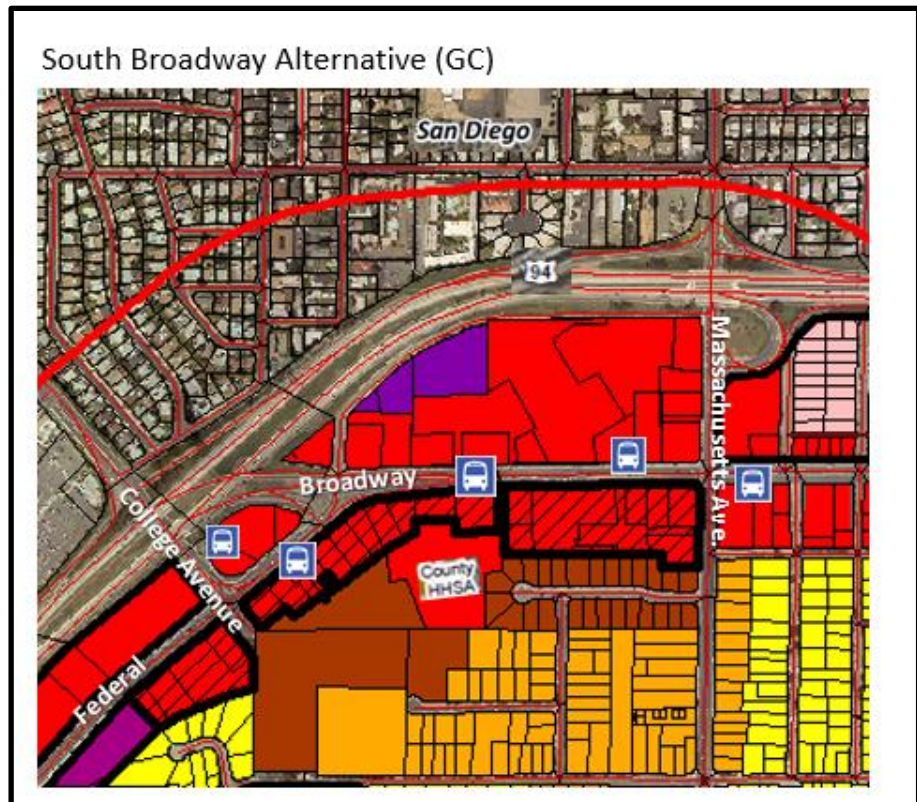 South Broadway Alternative (GC)
San Diego
94
Massachusetts Ave.
Broadway
College Avenue
County
HHSA
Federal